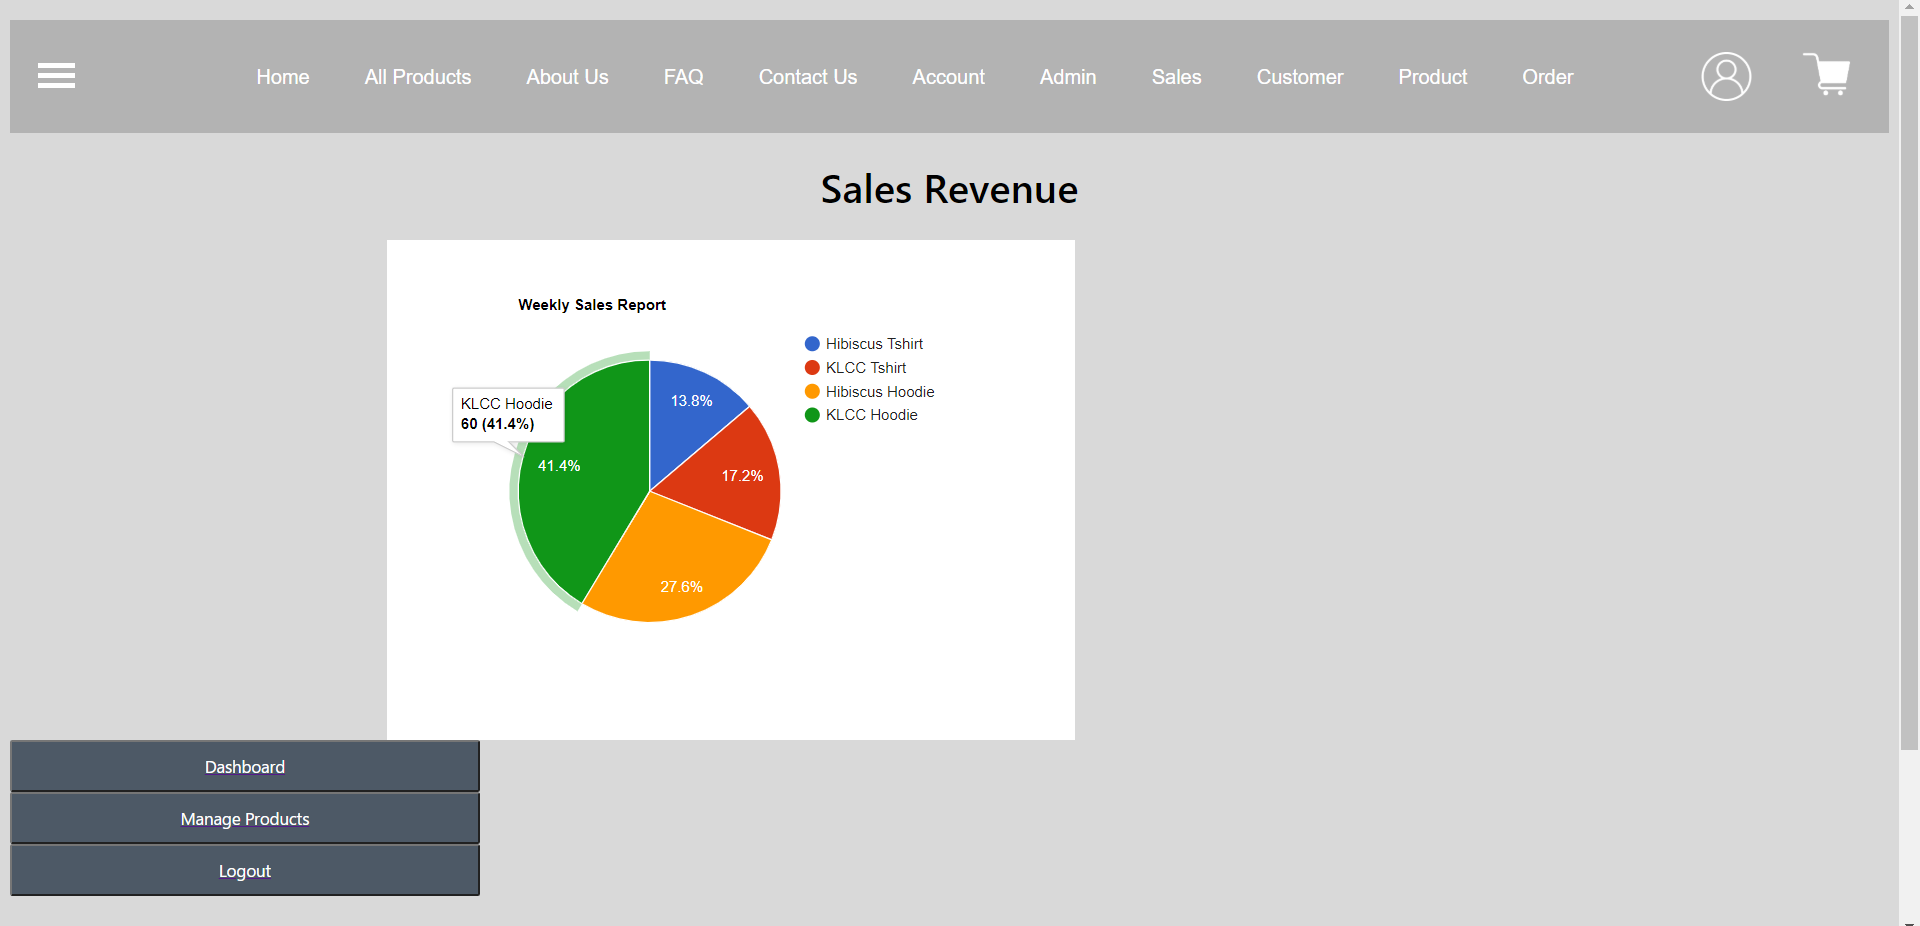 Home All Products About Us FAQ Contact Us Account Admin Sales Customer Product Order
Sales Revenue
Weekly Sales Report
Hibiscus Tshirt
KLCC Tshirt
Hibiscus Hoodie
KLCC Hoodie
KLCC Hoodie
60 (41.4%)
13.8%
41.4%
17.2%
27.6%
Dashboard
Manage Products
Logout